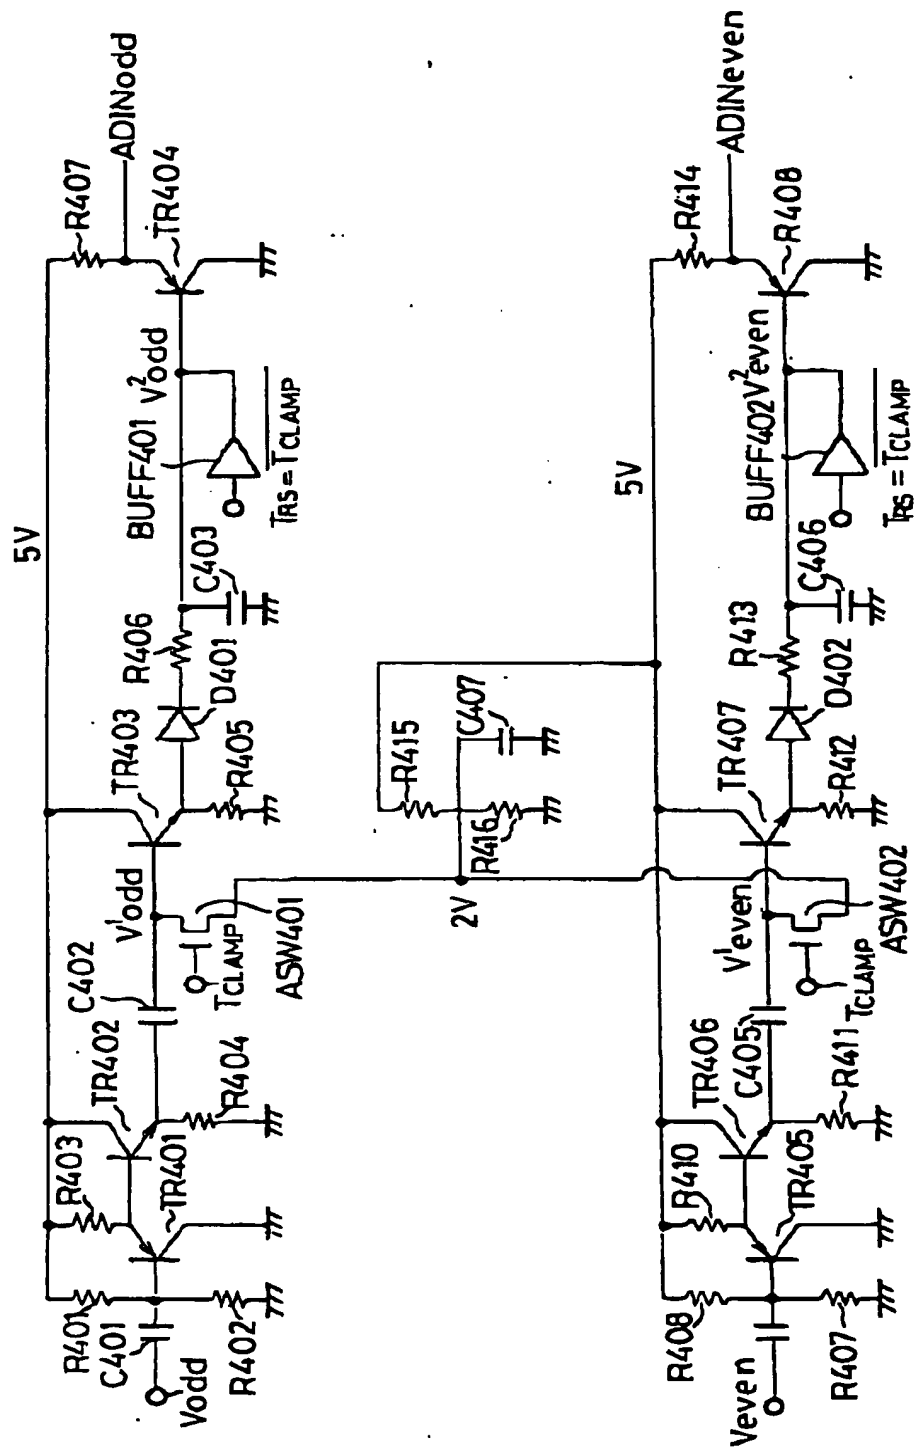 5V
R407
ADINodd
TR404
V²odd
BUFF401
TRS = TCLAMP
C403
R406
D401
TR403
R405
V¹odd
TCLAMP
ASW401
C402
TR402
R404
R403
TR401
R401
C401
R402
Vodd
2V
R415
R416
C407
5V
R414
ADINeven
R408
V²even
BUFF402
TRS = TCLAMP
C406
R413
D402
TR407
R412
V¹even
TCLAMP
ASW402
C405
TR406
R411
R410
TR405
R408
R407
Veven